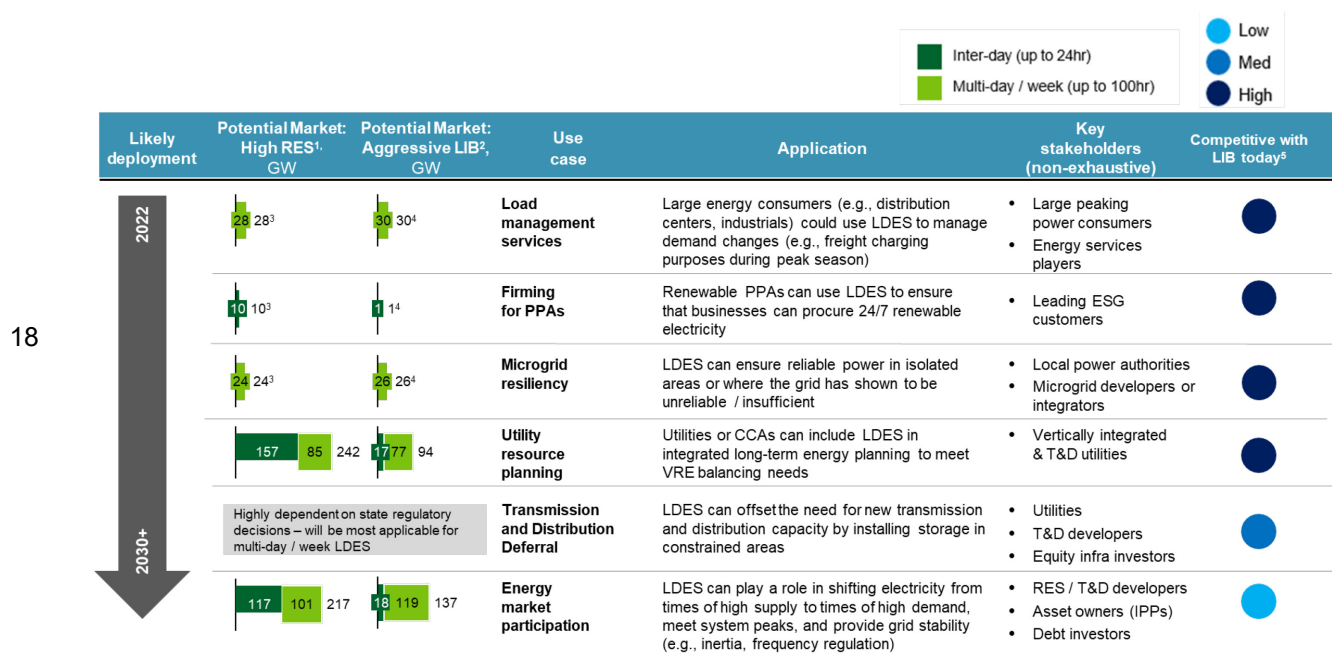 Inter-day (up to 24hr)
Multi-day / week (up to 100hr)
Low
Med
High
Likely
deployment
Potential Market:
High RES¹,
GW
Potential Market:
Aggressive LIB²,
GW
Use
case
Application
Key
stakeholders
(non-exhaustive)
Competitive with
LIB today⁵
2022
28 28³
30 30⁴
Load
management
services
Large energy consumers (e.g., distribution
centers, industrials) could use LDES to manage
demand changes (e.g., freight charging
purposes during peak season)
• Large peaking
power consumers
• Energy services
players
10 10³
1 1⁴
Firming
for PPAs
Renewable PPAs can use LDES to ensure
that businesses can procure 24/7 renewable
electricity
• Leading ESG
customers
18
24 24³
26 26⁴
Microgrid
resiliency
LDES can ensure reliable power in isolated
areas or where the grid has shown to be
unreliable / insufficient
• Local power authorities
• Microgrid developers or
integrators
157 85 242
17 77 94
Utility
resource
planning
Utilities or CCAs can include LDES in
integrated long-term energy planning to meet
VRE balancing needs
• Vertically integrated
& T&D utilities
Highly dependent on state regulatory
decisions – will be most applicable for
multi-day / week LDES
Transmission
and Distribution
Deferral
LDES can offset the need for new transmission
and distribution capacity by installing storage in
constrained areas
• Utilities
• T&D developers
• Equity infra investors
2030+
117 101 217
18 119 137
Energy
market
participation
LDES can play a role in shifting electricity from
times of high supply to times of high demand,
meet system peaks, and provide grid stability
(e.g., inertia, frequency regulation)
• RES / T&D developers
• Asset owners (IPPs)
• Debt investors